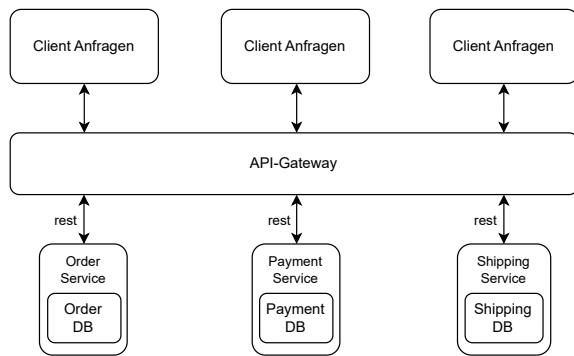 Client Anfragen
Client Anfragen
Client Anfragen
API-Gateway
rest
rest
rest
Order
Service
Order
DB
Payment
Service
Payment
DB
Shipping
Service
Shipping
DB